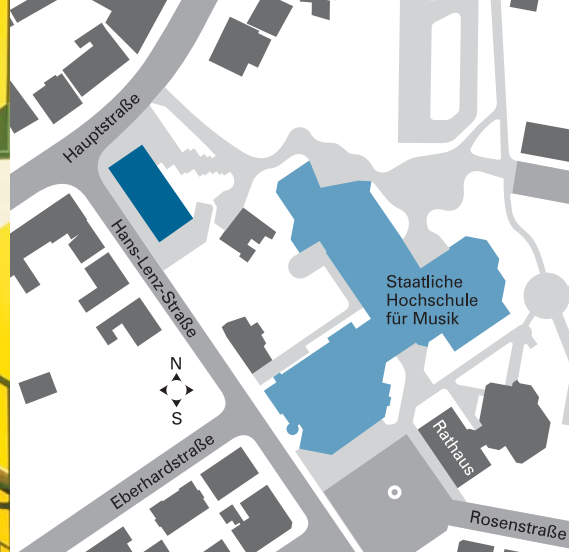 Hauptstraße
Hans-Lenz-Straße
Staatliche
Hochschule
für Musik
N
S
Eberhardstraße
Rathaus
Rosenstraße